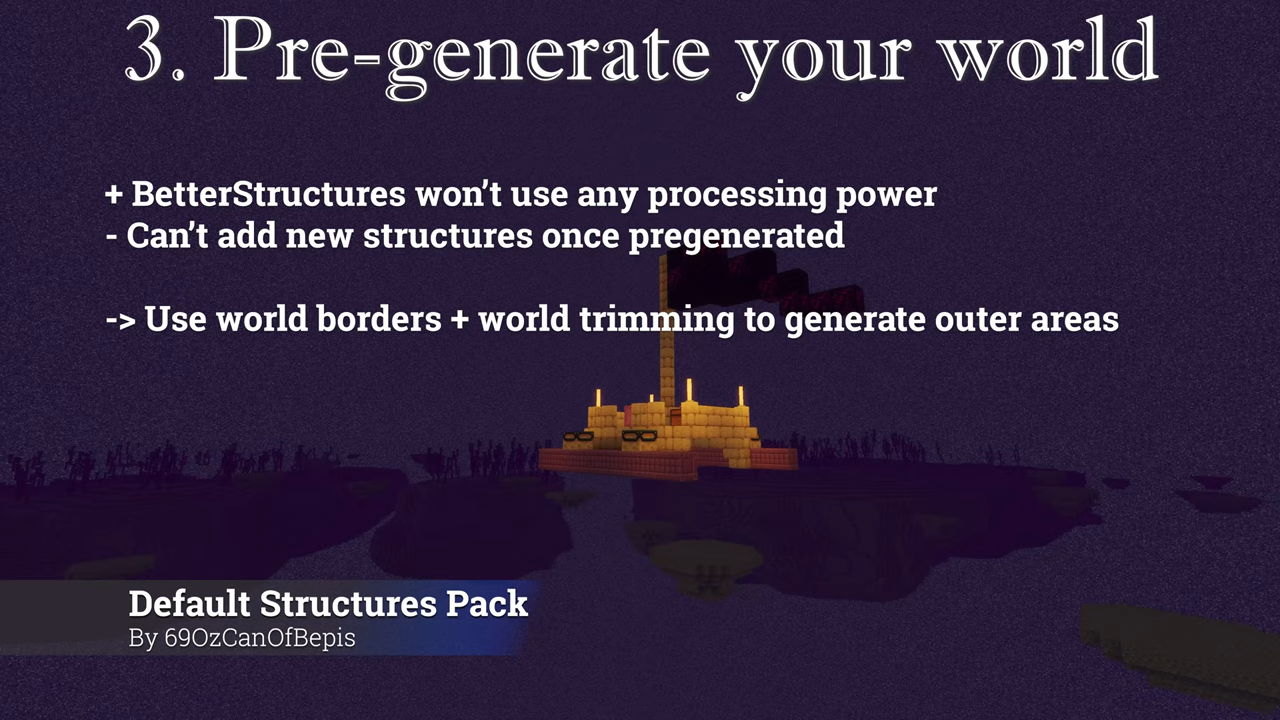 3. Pre-generate your world
+ BetterStructures won't use any processing power
- Can't add new structures once pregenerated
-> Use world borders + world trimming to generate outer areas
Default Structures Pack
By 69OzCanOfBepis